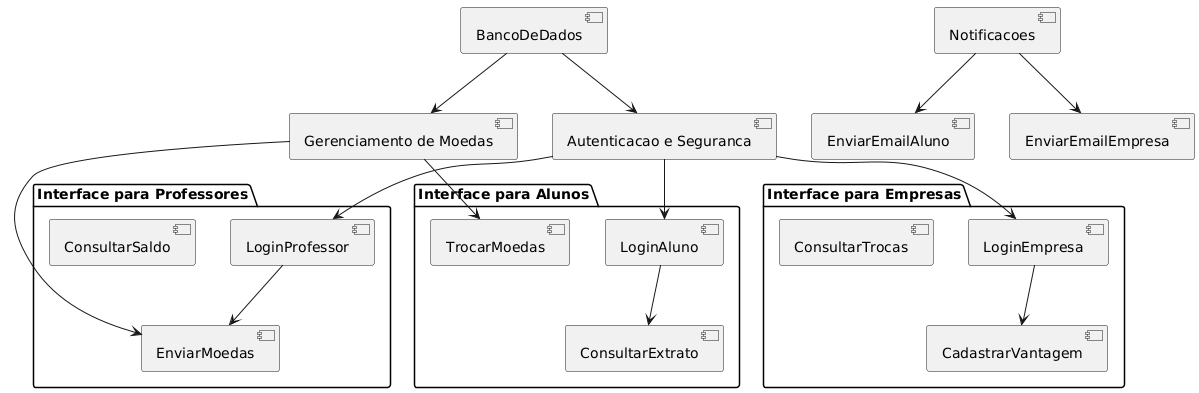 BancoDeDados
Notificacoes
Gerenciamento de Moedas
Autenticacao e Seguranca
EnviarEmailAluno
EnviarEmailEmpresa
Interface para Professores
Interface para Alunos
Interface para Empresas
ConsultarSaldo
LoginProfessor
TrocarMoedas
LoginAluno
ConsultarTrocas
LoginEmpresa
EnviarMoedas
ConsultarExtrato
CadastrarVantagem